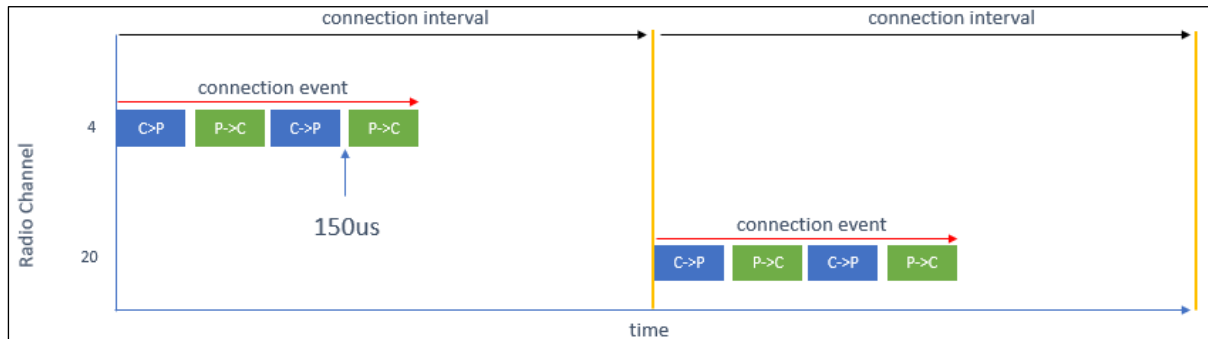 connection interval
connection interval
connection event
4
C>P
P->C
C->P
P->C
150us
Radio Channel
connection event
20
C->P
P->C
C->P
P->C
time